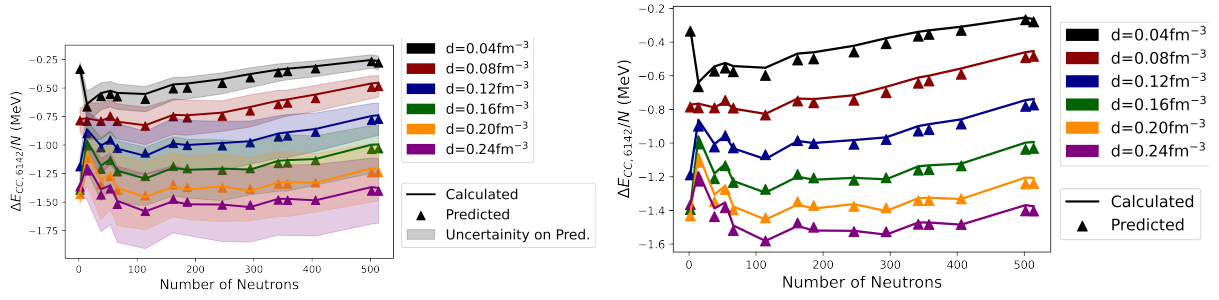 ΔE_{CC, 6142}/N (MeV)
−0.25
−0.50
−0.75
−1.00
−1.25
−1.50
−1.75
0
100
200
300
400
500
Number of Neutrons
d=0.04fm⁻³
d=0.08fm⁻³
d=0.12fm⁻³
d=0.16fm⁻³
d=0.20fm⁻³
d=0.24fm⁻³
Calculated
Predicted
Uncertainity on Pred.
ΔE_{CC, 6142}/N (MeV)
−0.2
−0.4
−0.6
−0.8
−1.0
−1.2
−1.4
−1.6
0
100
200
300
400
500
Number of Neutrons
d=0.04fm⁻³
d=0.08fm⁻³
d=0.12fm⁻³
d=0.16fm⁻³
d=0.20fm⁻³
d=0.24fm⁻³
Calculated
Predicted